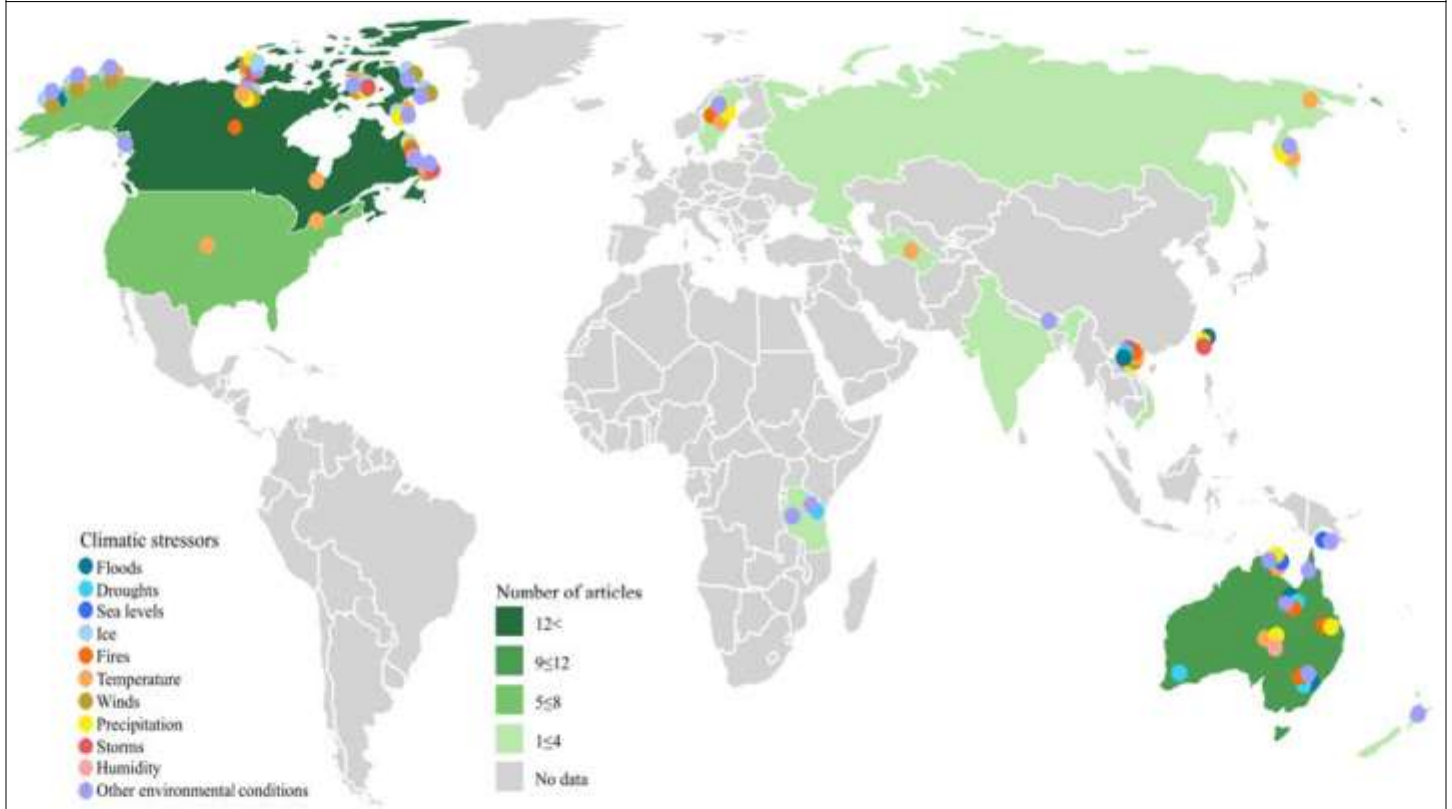 Climatic stressors
Floods
Droughts
Sea levels
Ice
Fires
Temperature
Winds
Precipitation
Storms
Humidity
Other environmental conditions
Number of articles
12<
9≤12
5≤8
1≤4
No data